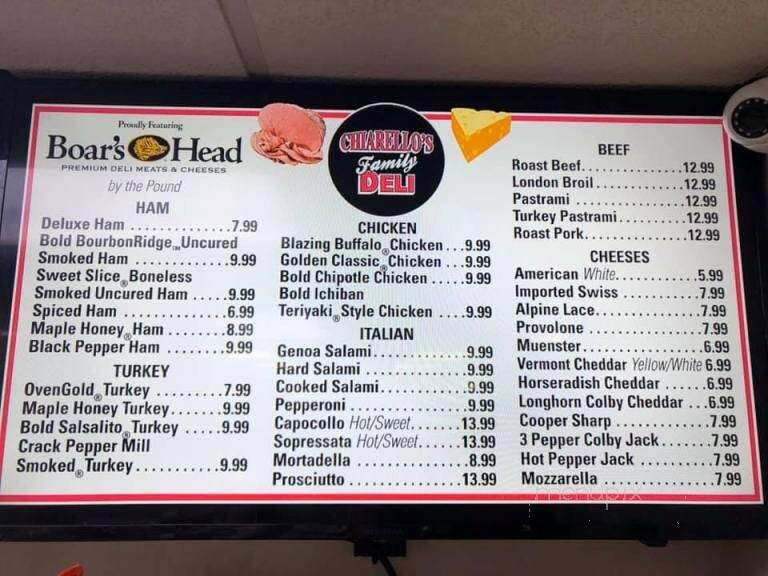 Proudly Featuring
Boar's Head
PREMIUM DELI MEATS & CHEESES
by the Pound
HAM
Deluxe Ham ..............7.99
Bold BourbonRidge™Uncured
Smoked Ham ..............9.99
Sweet Slice® Boneless
Smoked Uncured Ham .....9.99
Spiced Ham ..............6.99
Maple Honey® Ham ........8.99
Black Pepper Ham ........9.99
TURKEY
OvenGold® Turkey ........7.99
Maple Honey Turkey.......9.99
Bold Salsalito® Turkey .....9.99
Crack Pepper Mill
Smoked® Turkey ...........9.99
CHIARELLO'S
Family
DELI
CHICKEN
Blazing Buffalo® Chicken ...9.99
Golden Classic® Chicken ...9.99
Bold Chipotle Chicken .....9.99
Bold Ichiban
Teriyaki® Style Chicken ....9.99
ITALIAN
Genoa Salami..............9.99
Hard Salami ..............9.99
Cooked Salami.............9.99
Pepperoni ................9.99
Capocollo Hot/Sweet.......13.99
Sopressata Hot/Sweet......13.99
Mortadella ...............8.99
Prosciutto ...............13.99
BEEF
Roast Beef...............12.99
London Broil.............12.99
Pastrami ................12.99
Turkey Pastrami..........12.99
Roast Pork...............12.99
CHEESES
American White............5.99
Imported Swiss ...........7.99
Alpine Lace...............7.99
Provolone ................7.99
Muenster..................6.99
Vermont Cheddar Yellow/White 6.99
Horseradish Cheddar ......6.99
Longhorn Colby Cheddar ...6.99
Cooper Sharp .............7.99
3 Pepper Colby Jack.......7.99
Hot Pepper Jack ..........7.99
Mozzarella ...............7.99
menupix